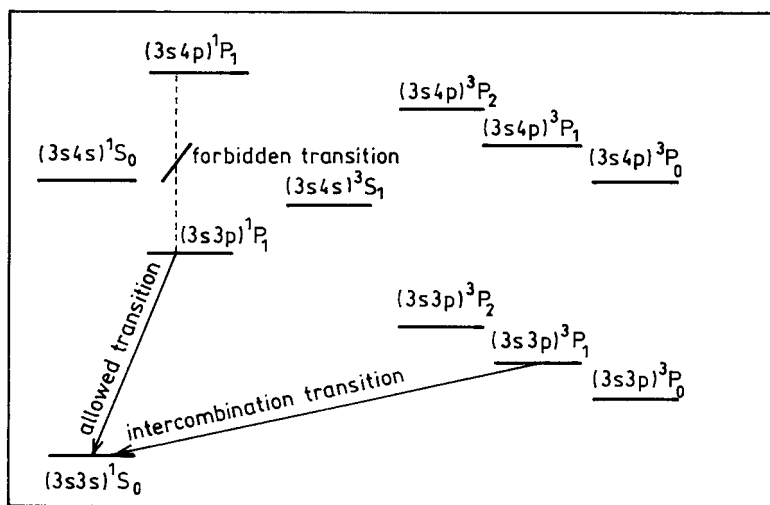 (3s4p)¹P₁
(3s4p)³P₂
(3s4p)³P₁
(3s4s)¹S₀
forbidden transition
(3s4p)³P₀
(3s4s)³S₁
(3s3p)¹P₁
(3s3p)³P₂
(3s3p)³P₁
(3s3p)³P₀
allowed transition
intercombination transition
(3s3s)¹S₀